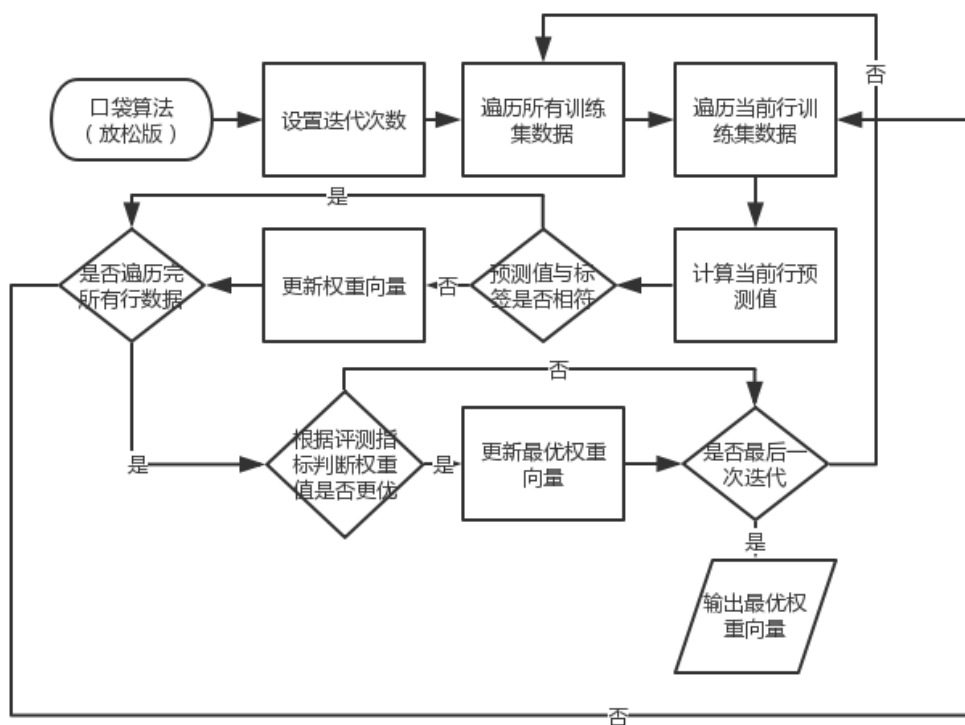 否
口袋算法
（放松版）
设置迭代次数
遍历所有训练
集数据
遍历当前行训
练集数据
是
是否遍历完
所有行数据
更新权重向量
否
预测值与标
签是否相符
计算当前行预
测值
否
是
根据评测指
标判断权重
值是否更优
是
更新最优权重
向量
是否最后一
次迭代
是
输出最优权
重向量
否